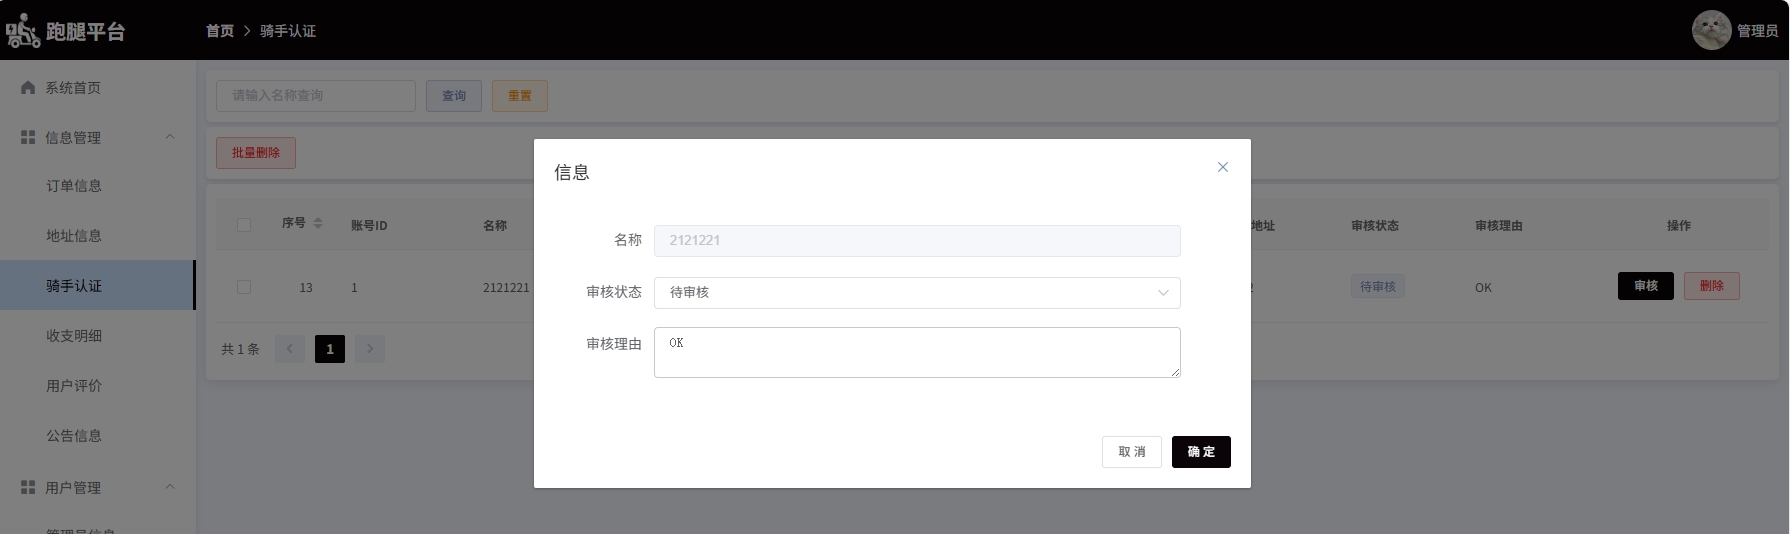 跑腿平台
首页 > 骑手认证
管理员
系统首页
信息管理
订单信息
地址信息
骑手认证
收支明细
用户评价
公告信息
用户管理
管理员信息
请输入名称查询 查询 重置
批量删除
序号 账号ID 名称 地址 审核状态 审核理由 操作
13 1 2121221 待审核 OK 审核 删除
共 1 条 < 1 >
信息
名称 2121221
审核状态 待审核
审核理由 OK
取 消 确 定